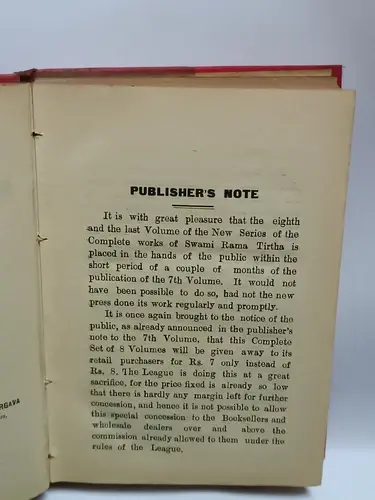 PUBLISHER'S NOTE
It is with great pleasure that the eighth
and the last Volume of the New Series of the
Complete works of Swami Rama Tirtha is
placed in the hands of the public within the
short period of a couple of months of the
publication of the 7th Volume. It would not
have been possible to do so, had not the new
press done its work regularly and promptly.
It is once again brought to the notice of the
public, as already announced in the publisher's
note to the 7th Volume, that this Complete
Set of 8 Volumes will be given away to its
retail purchasers for Rs. 7 only instead of
Rs. 8. The League is doing this at a great
sacrifice, for the price fixed is already so low
that there is hardly any margin left for further
concession, and hence it is not possible to allow
this special concession to the Booksellers and
wholesale dealers over and above the
commission already allowed to them under the
rules of the League.